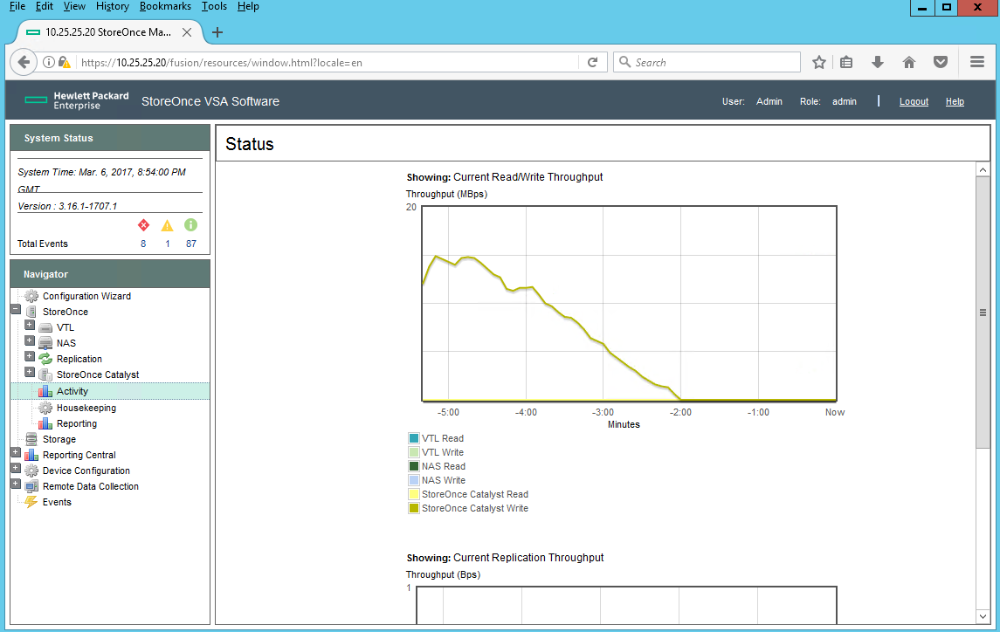 File Edit View History Bookmarks Tools Help
10.25.25.20 StoreOnce Ma...
https://10.25.25.20/fusion/resources/window.html?locale=en
Search
Hewlett Packard
Enterprise
StoreOnce VSA Software
User: Admin Role: admin | Logout Help
System Status
System Time: Mar. 6, 2017, 8:54:00 PM
GMT
Version : 3.16.1-1707.1
Total Events 8 1 87
Navigator
Configuration Wizard
StoreOnce
VTL
NAS
Replication
StoreOnce Catalyst
Activity
Housekeeping
Reporting
Storage
Reporting Central
Device Configuration
Remote Data Collection
Events
Status
Showing: Current Read/Write Throughput
Throughput (MBps)
20
-5:00 -4:00 -3:00 -2:00 -1:00 Now
Minutes
VTL Read
VTL Write
NAS Read
NAS Write
StoreOnce Catalyst Read
StoreOnce Catalyst Write
Showing: Current Replication Throughput
Throughput (Bps)
1